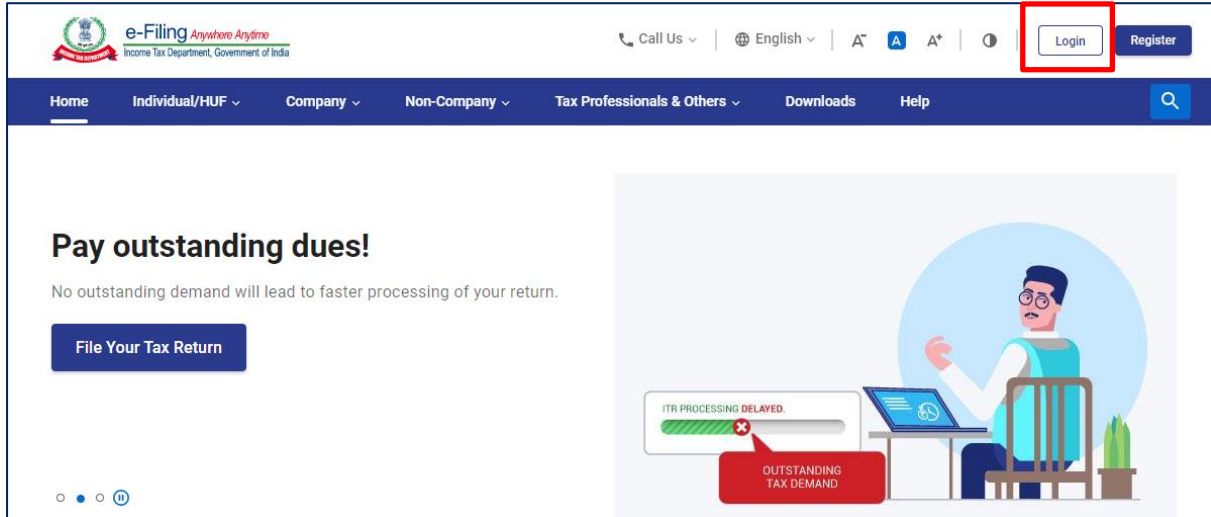 e-Filing Anywhere Anytime
Income Tax Department, Government of India
Call Us
English
A-
A
A+
Login
Register
Home Individual/HUF Company Non-Company Tax Professionals & Others Downloads Help
Pay outstanding dues!
No outstanding demand will lead to faster processing of your return.
File Your Tax Return
ITR PROCESSING DELAYED.
OUTSTANDING
TAX DEMAND